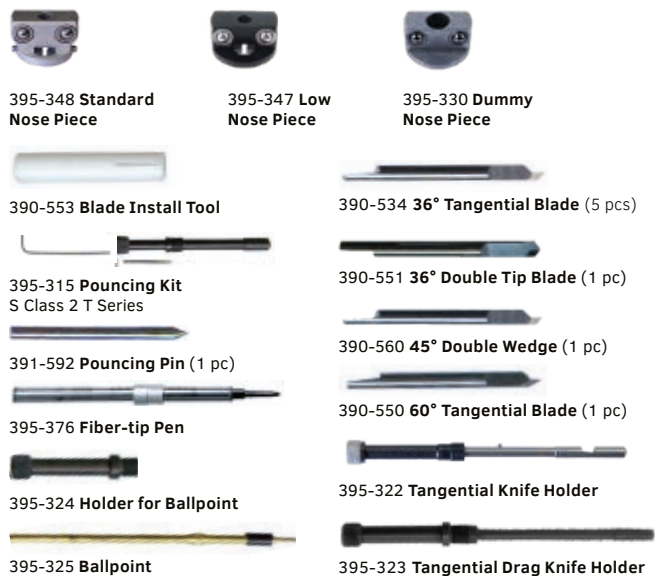 395-348 Standard
Nose Piece
395-347 Low
Nose Piece
395-330 Dummy
Nose Piece
390-553 Blade Install Tool
395-315 Pouncing Kit
S Class 2 T Series
391-592 Pouncing Pin (1 pc)
395-376 Fiber-tip Pen
395-324 Holder for Ballpoint
395-325 Ballpoint
390-534 36° Tangential Blade (5 pcs)
390-551 36° Double Tip Blade (1 pc)
390-560 45° Double Wedge (1 pc)
390-550 60° Tangential Blade (1 pc)
395-322 Tangential Knife Holder
395-323 Tangential Drag Knife Holder